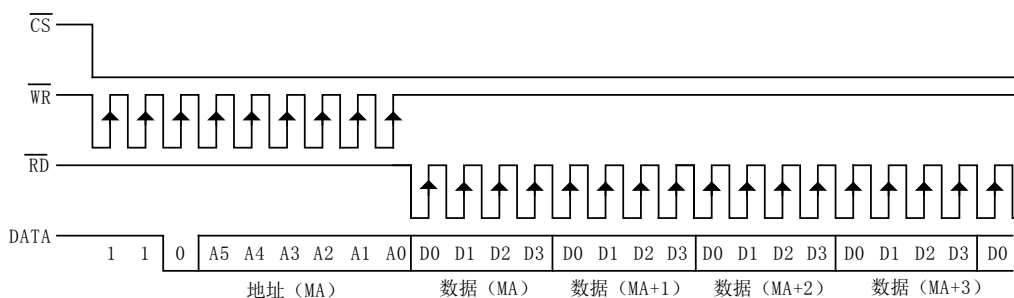 CS
WR
RD
DATA 1 1 0 A5 A4 A3 A2 A1 A0 D0 D1 D2 D3 D0 D1 D2 D3 D0 D1 D2 D3 D0 D1 D2 D3 D0
地址（MA） 数据（MA） 数据（MA+1） 数据（MA+2） 数据（MA+3）